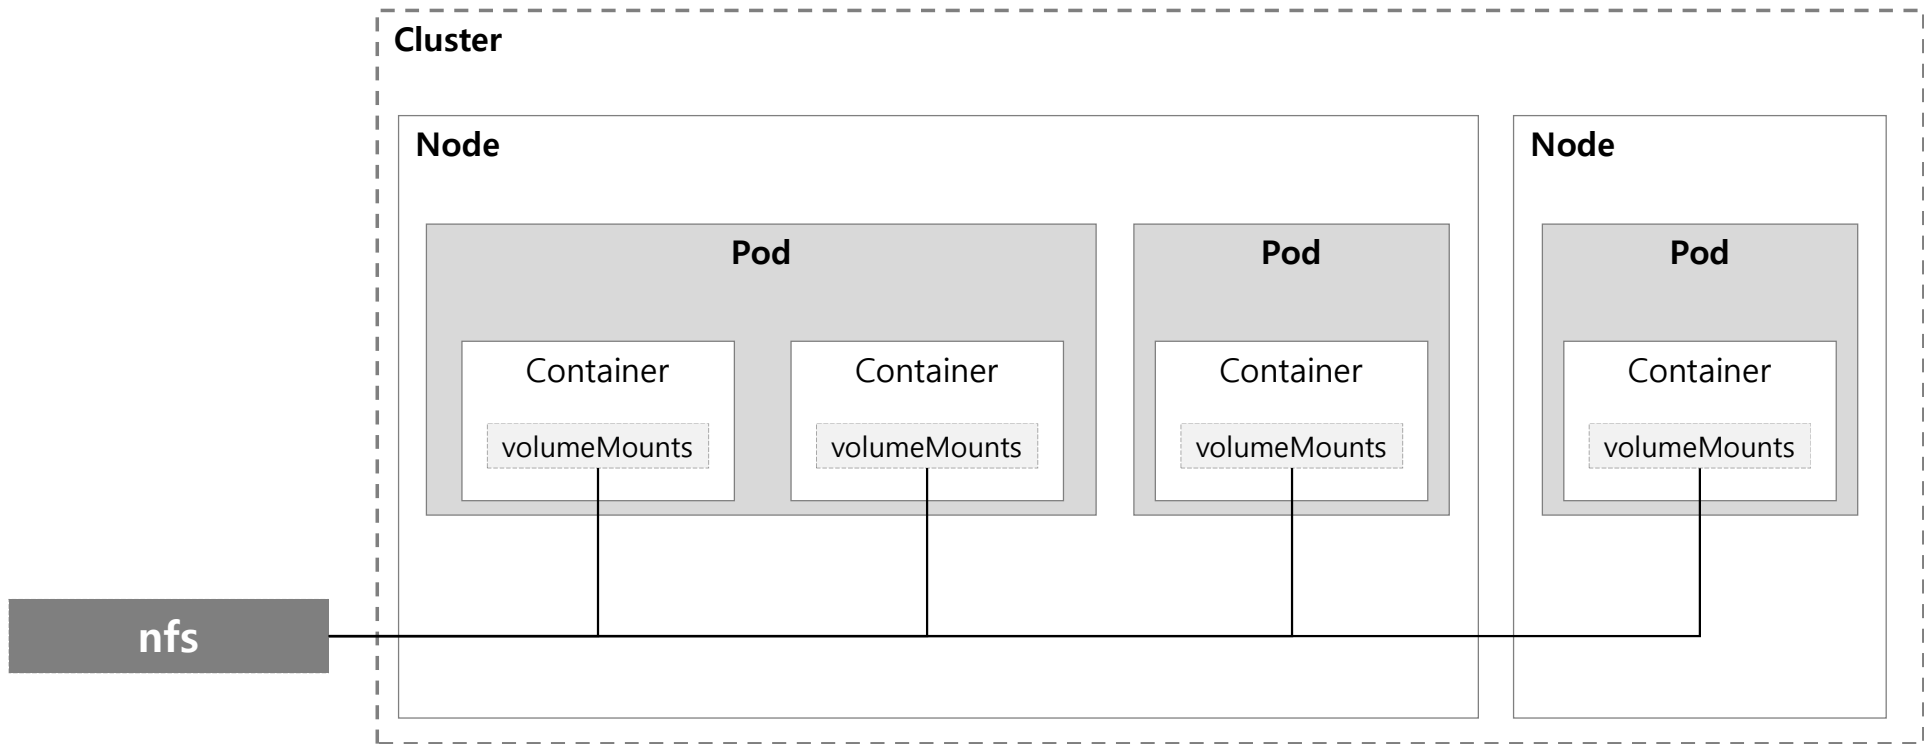 Cluster
Node
Node
Pod
Pod
Pod
Container
Container
Container
Container
volumeMounts
volumeMounts
volumeMounts
volumeMounts
nfs